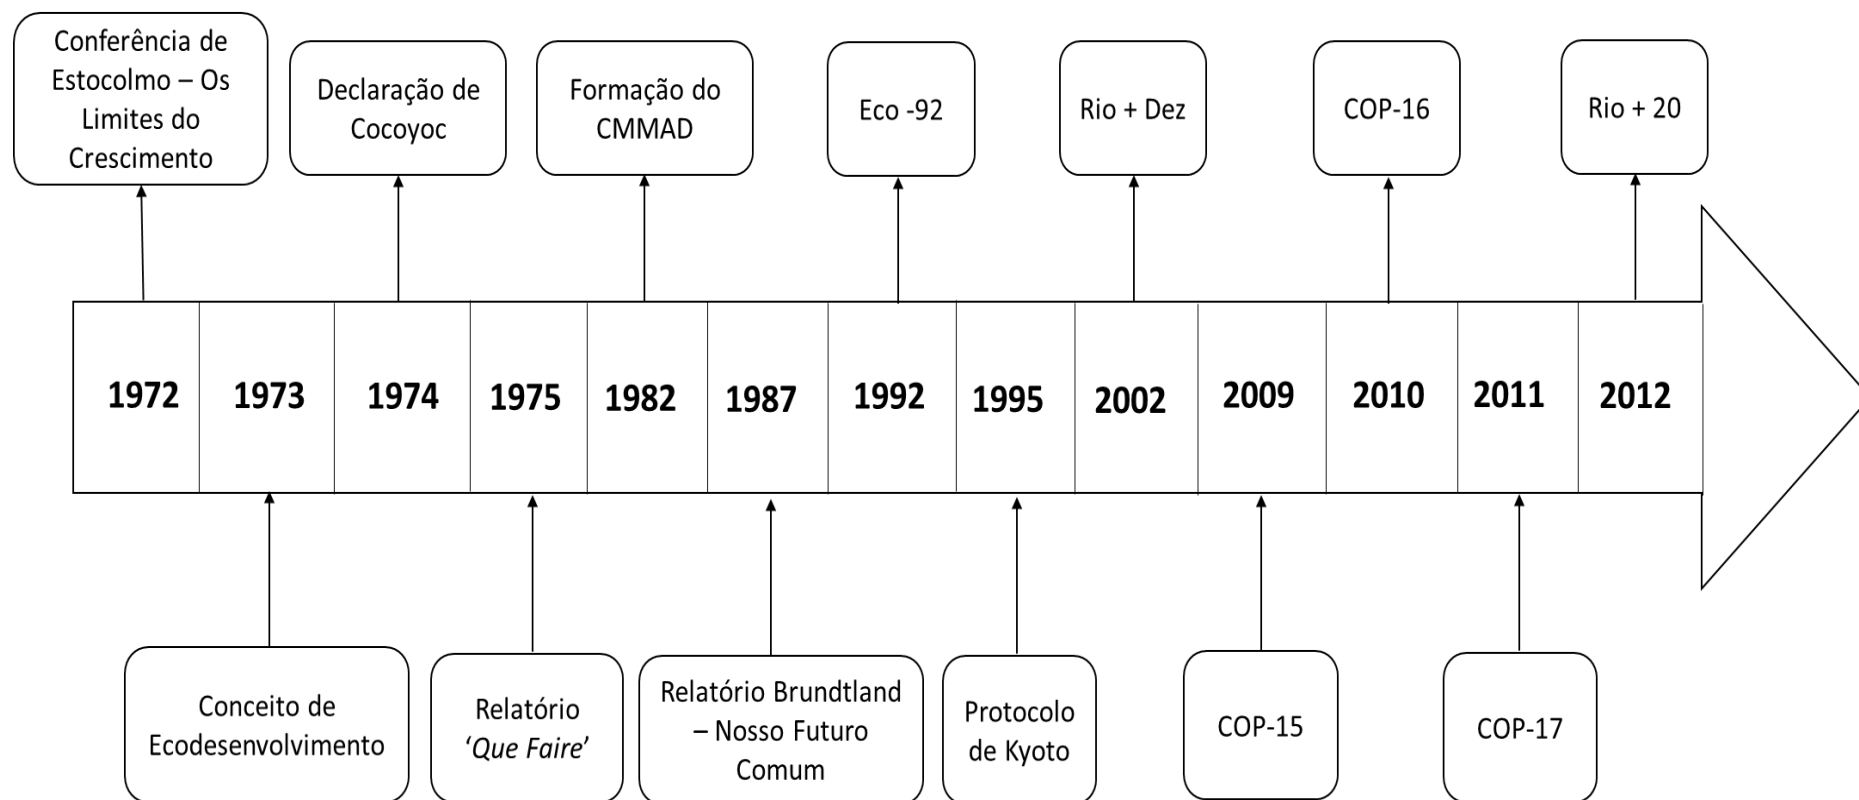 Conferência de
Estocolmo – Os
Limites do
Crescimento
Declaração de
Cocoyoc
Formação do
CMMAD
Eco -92
Rio + Dez
COP-16
Rio + 20
1972
1973
1974
1975
1982
1987
1992
1995
2002
2009
2010
2011
2012
Conceito de
Ecodesenvolvimento
Relatório
‘Que Faire’
Relatório Brundtland
– Nosso Futuro
Comum
Protocolo
de Kyoto
COP-15
COP-17